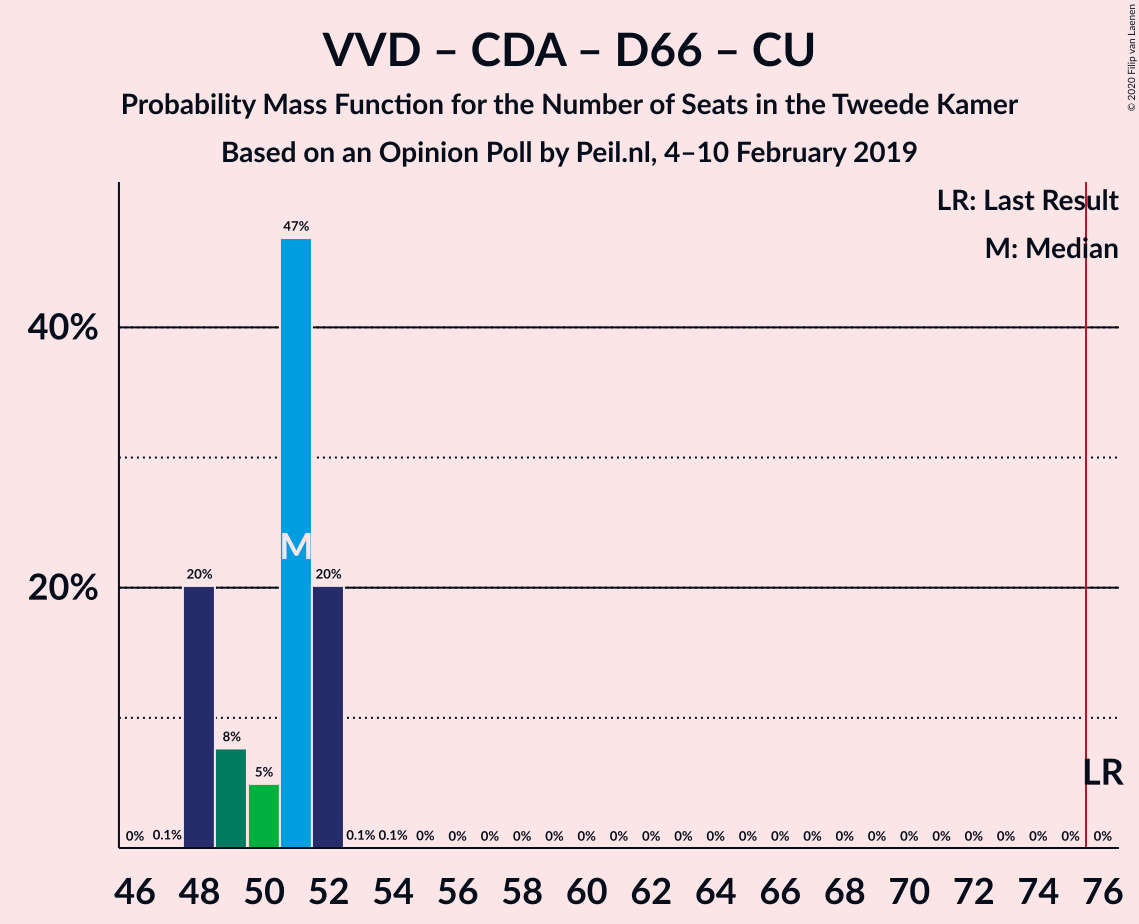 VVD – CDA – D66 – CU
Probability Mass Function for the Number of Seats in the Tweede Kamer
Based on an Opinion Poll by Peil.nl, 4–10 February 2019
© 2020 Filip van Laenen
LR: Last Result
M: Median
40%
20%
0% 0.1% 20% 8% 5% 47% 20% 0.1% 0.1% 0% 0% 0% 0% 0% 0% 0% 0% 0% 0% 0% 0% 0% 0% 0% 0% 0% 0% 0% 0% 0% 0%
M
LR
46 48 50 52 54 56 58 60 62 64 66 68 70 72 74 76